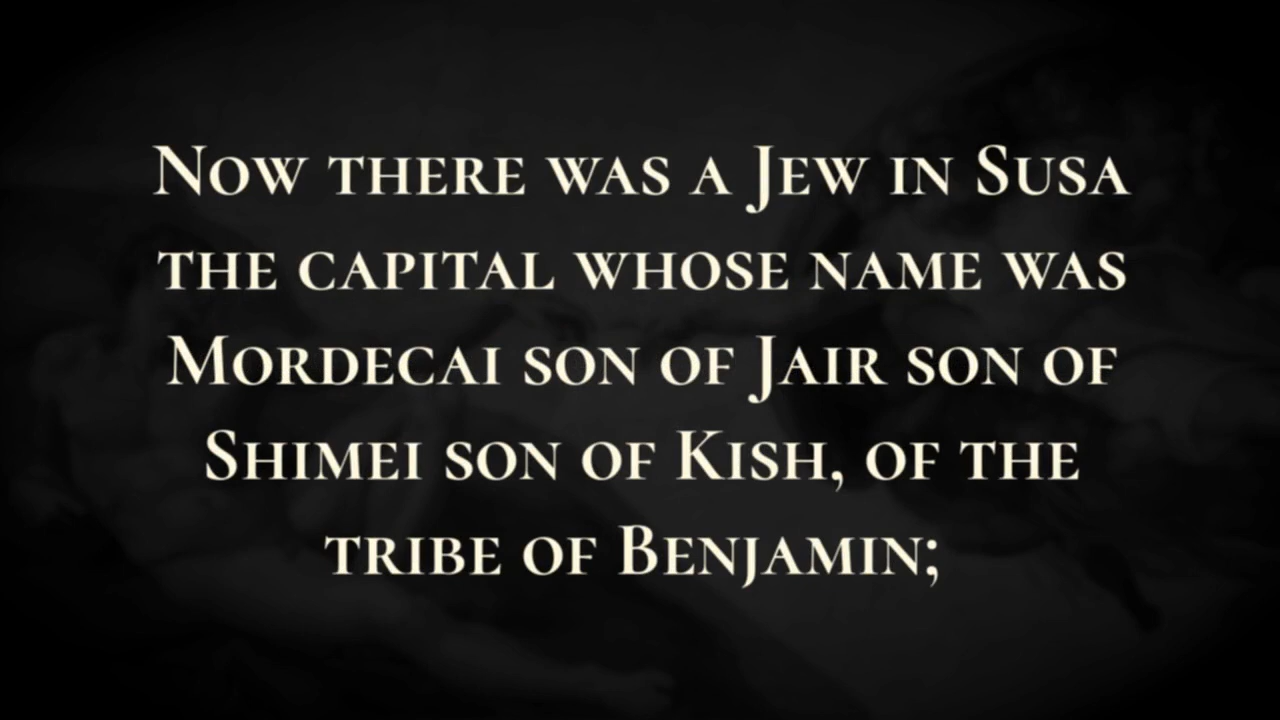 Now there was a Jew in Susa
the capital whose name was
Mordecai son of Jair son of
Shimei son of Kish, of the
tribe of Benjamin;